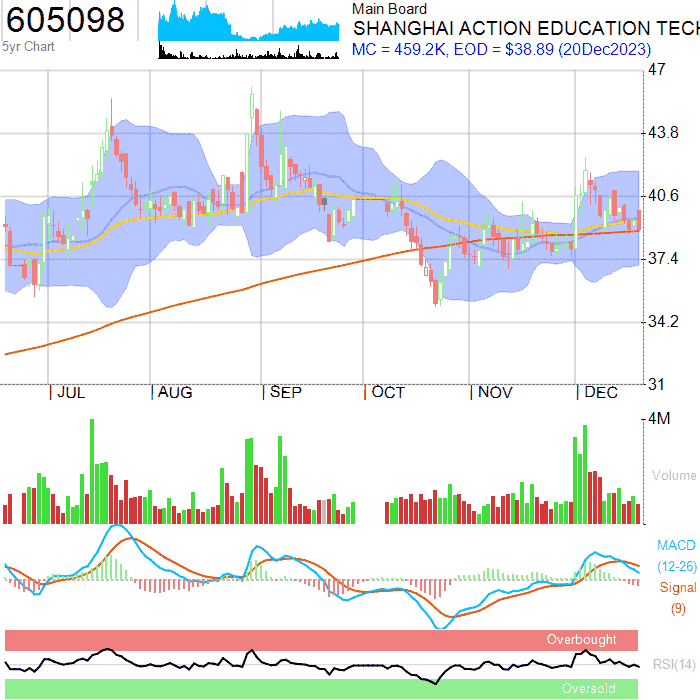 605098
5yr Chart
Main Board
SHANGHAI ACTION EDUCATION TECH
MC = 459.2K, EOD = $38.89 (20Dec2023)
47
43.8
40.6
37.4
34.2
31
| JUL | AUG | SEP | OCT | NOV | DEC
4M
Volume
MACD
(12-26)
Signal
(9)
Overbought
RSI(14)
Oversold